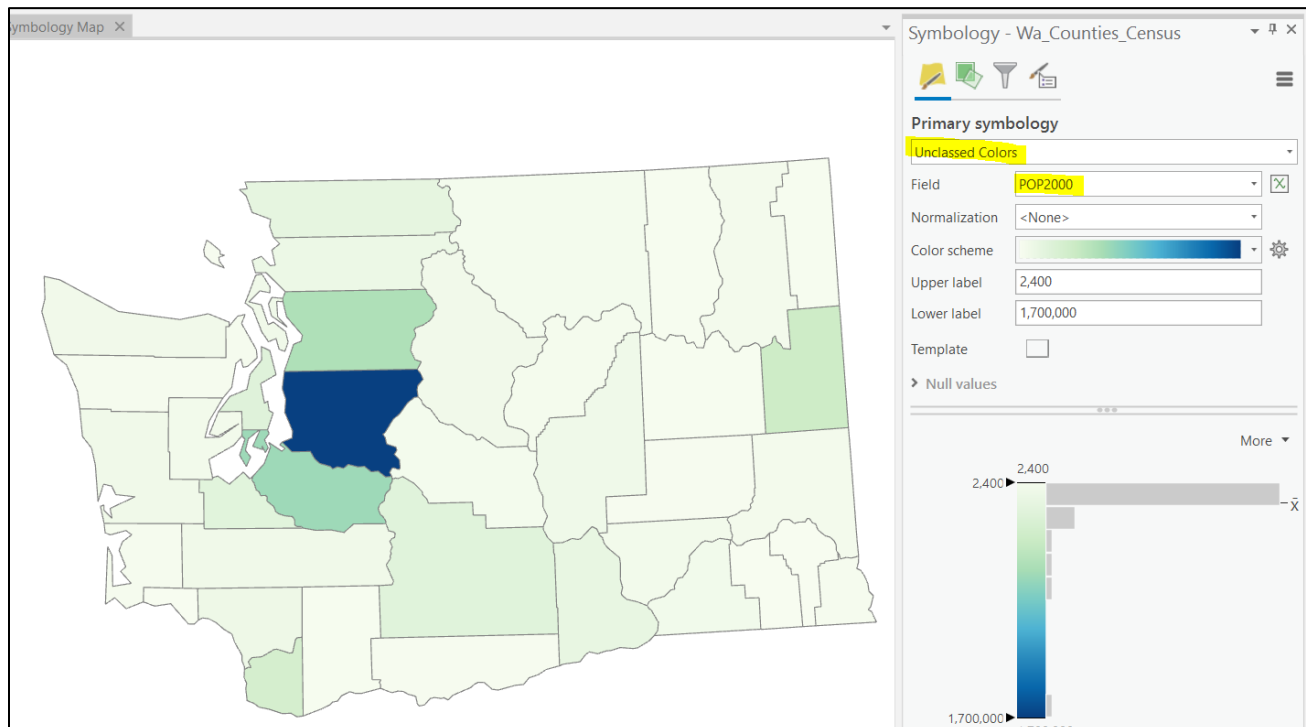 ymbology Map
Symbology - Wa_Counties_Census
Primary symbology
Unclassed Colors
Field POP2000
Normalization <None>
Color scheme
Upper label 2,400
Lower label 1,700,000
Template
Null values
More
2,400
2,400
x̄
1,700,000